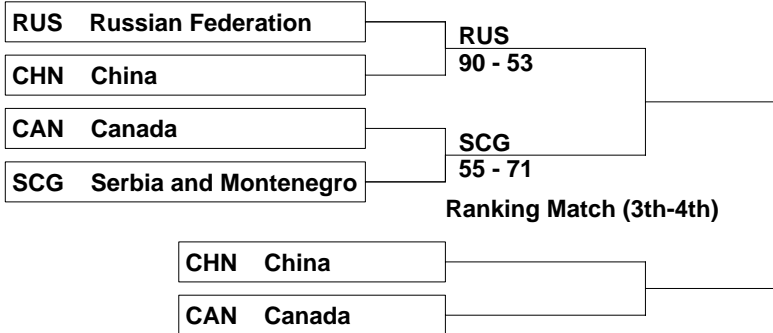 RUS Russian Federation
CHN China
RUS
90 - 53
CAN Canada
SCG Serbia and Montenegro
SCG
55 - 71
Ranking Match (3th-4th)
CHN China
CAN Canada